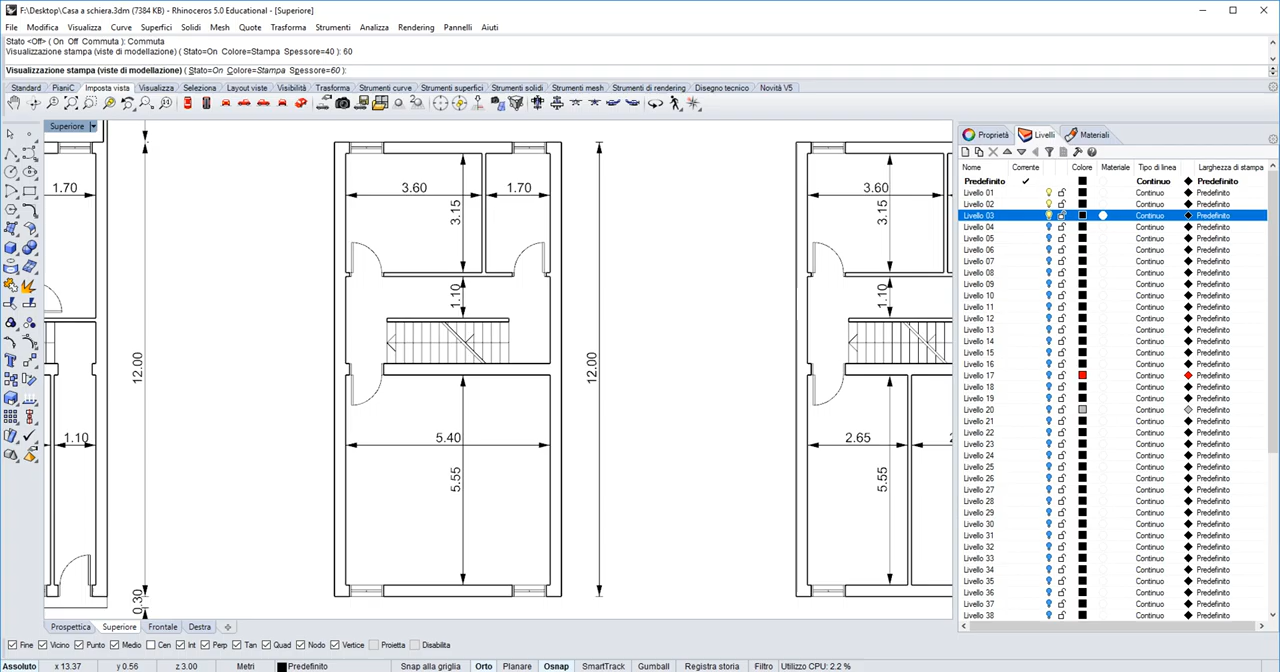 F:\Desktop\Casa a schiera.3dm (7384 KB) - Rhinoceros 5.0 Educational - [Superiore]
File Modifica Visualizza Curve Superfici Solidi Mesh Quote Trasforma Strumenti Analizza Rendering Pannelli Aiuti
Stato <Off> ( On Off Commuta ): Commuta
Visualizzazione stampa (viste di modellazione) ( Stato=On Colore=Stampa Spessore=40 ): 60
Visualizzazione stampa (viste di modellazione) ( Stato=On Colore=Stampa Spessore=60 ):
Standard PianiC Imposta vista Visualizza Seleziona Layout viste Visibilità Trasforma Strumenti curve Strumenti superfici Strumenti solidi Strumenti mesh Strumenti di rendering Disegno tecnico Novità V5
Superiore
Proprietà Livelli Materiali
Nome Corrente Colore Materiale Tipo di linea Larghezza di stampa
Predefinito Continuo Predefinito
Livello 01 Continuo Predefinito
Livello 02 Continuo Predefinito
Livello 03 Continuo Predefinito
Livello 04 Continuo Predefinito
Livello 05 Continuo Predefinito
Livello 06 Continuo Predefinito
Livello 07 Continuo Predefinito
Livello 08 Continuo Predefinito
Livello 09 Continuo Predefinito
Livello 10 Continuo Predefinito
Livello 11 Continuo Predefinito
Livello 12 Continuo Predefinito
Livello 13 Continuo Predefinito
Livello 14 Continuo Predefinito
Livello 15 Continuo Predefinito
Livello 16 Continuo Predefinito
Livello 17 Continuo Predefinito
Livello 18 Continuo Predefinito
Livello 19 Continuo Predefinito
Livello 20 Continuo Predefinito
Livello 21 Continuo Predefinito
Livello 22 Continuo Predefinito
Livello 23 Continuo Predefinito
Livello 24 Continuo Predefinito
Livello 25 Continuo Predefinito
Livello 26 Continuo Predefinito
Livello 27 Continuo Predefinito
Livello 28 Continuo Predefinito
Livello 29 Continuo Predefinito
Livello 30 Continuo Predefinito
Livello 31 Continuo Predefinito
Livello 32 Continuo Predefinito
Livello 33 Continuo Predefinito
Livello 34 Continuo Predefinito
Livello 35 Continuo Predefinito
Livello 36 Continuo Predefinito
Livello 37 Continuo Predefinito
Livello 38 Continuo Predefinito
1.70
12.00
1.10
0.30
3.60
1.70
3.15
1.10
12.00
5.40
5.55
3.60
3.15
1.10
2.65
5.55
2
Prospettica Superiore Frontale Destra
Fine Vicino Punto Medio Cen Int Perp Tan Quad Nodo Vertice Proietta Disabilita
Assoluto x 13.37 y 0.56 z 3.00 Metri Predefinito Snap alla griglia Orto Planare Osnap SmartTrack Gumball Registra storia Filtro Utilizzo CPU: 2.2 %